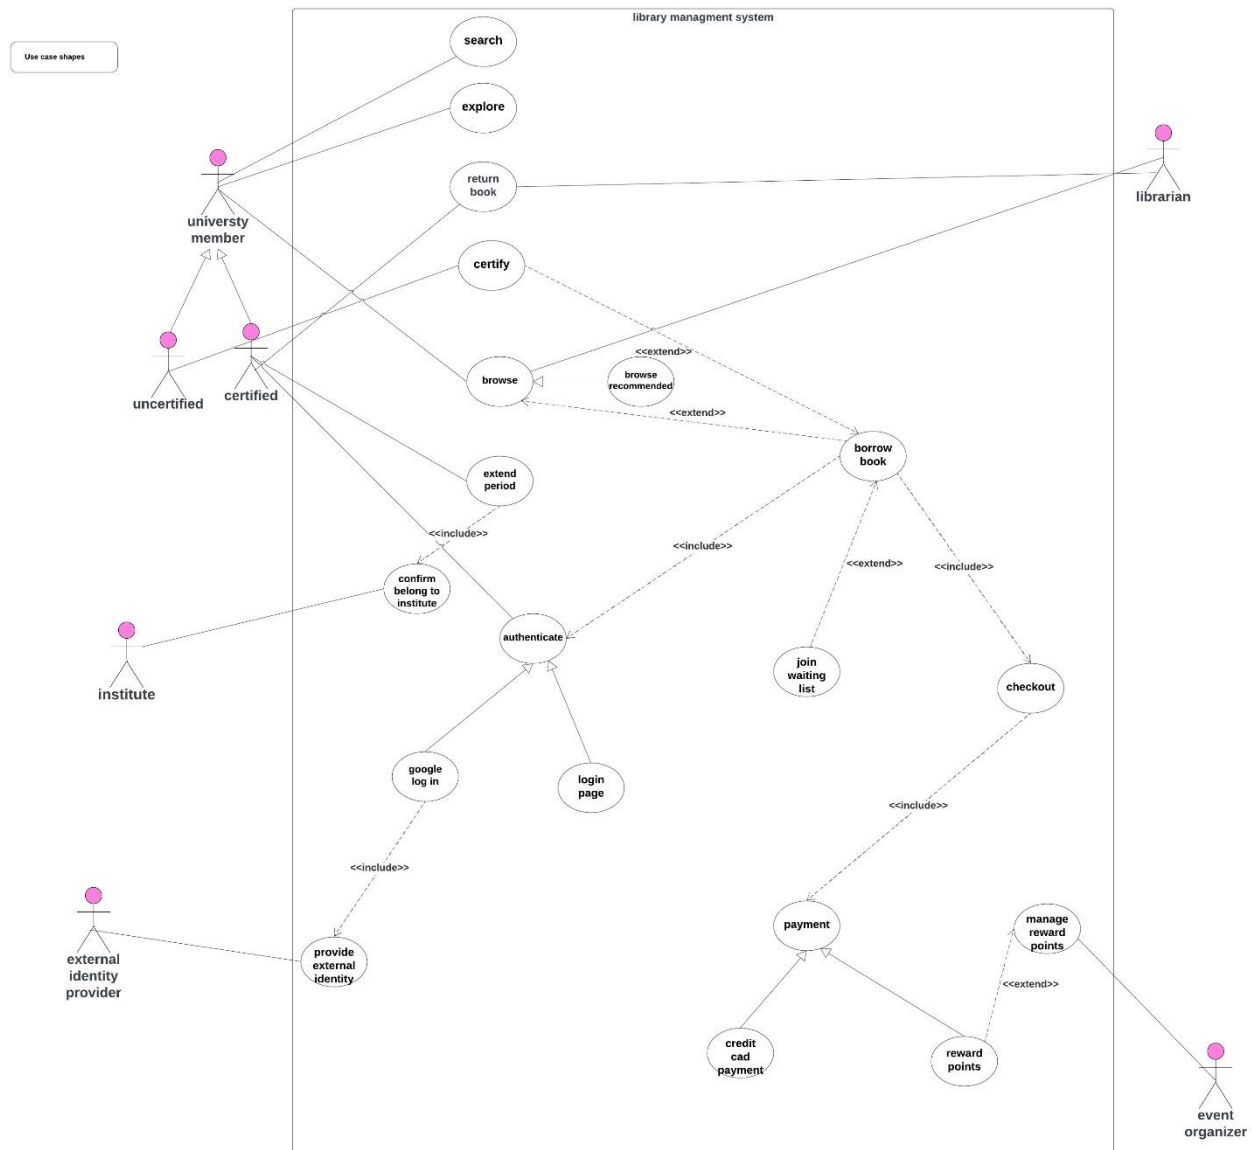 library managment system
Use case shapes
search
explore
return
book
universty
member
librarian
certify
<<extend>>
uncertified
certified
browse
browse
recommended
<<extend>>
borrow
book
extend
period
<<include>>
<<include>>
<<extend>>
<<include>>
confirm
belong to
institute
authenticate
institute
join
waiting
list
checkout
google
log in
login
page
<<include>>
<<include>>
external
identity
provider
provide
external
identity
payment
manage
reward
points
<<extend>>
credit
cad
payment
reward
points
event
organizer